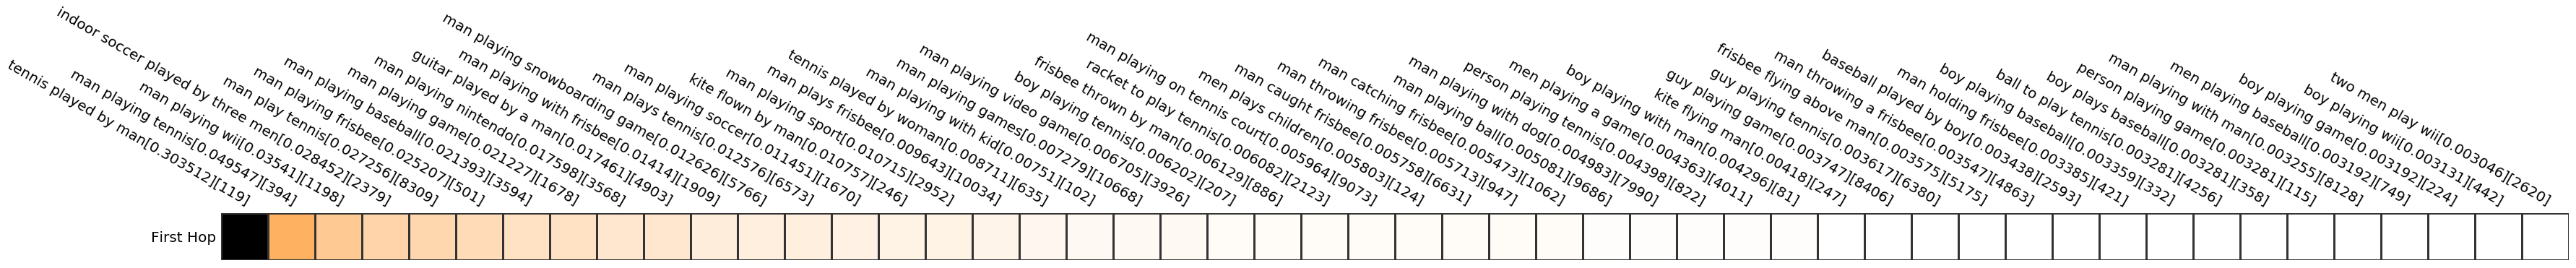 tennis played by man[0.303512][119]
man playing tennis[0.049547][394]
man playing wii[0.03541][1198]
indoor soccer played by three men[0.028452][2379]
man play tennis[0.027256][8309]
man playing frisbee[0.025207][501]
man playing baseball[0.021393][3594]
man playing game[0.021227][1678]
man playing nintendo[0.017598][3568]
guitar played by a man[0.017461][4903]
man playing with frisbee[0.01414][1909]
man playing snowboarding game[0.012626][5766]
man plays tennis[0.012576][6573]
man playing soccer[0.011451][1670]
kite flown by man[0.010757][246]
man playing sport[0.010715][2952]
man plays frisbee[0.009643][10034]
tennis played by woman[0.008711][635]
man playing with kid[0.00751][102]
man playing games[0.007279][10668]
man playing video game[0.006705][3926]
boy playing tennis[0.006202][207]
frisbee thrown by man[0.006129][886]
racket to play tennis[0.006082][2123]
man playing on tennis court[0.005964][9073]
men plays children[0.005803][124]
man caught frisbee[0.005758][6631]
man throwing frisbee[0.005713][947]
man catching frisbee[0.005473][1062]
man playing ball[0.005081][9686]
man playing with dog[0.004983][7990]
person playing tennis[0.004398][822]
men playing a game[0.004363][4011]
boy playing with man[0.004296][81]
kite flying man[0.00418][247]
guy playing game[0.003747][8406]
guy playing tennis[0.003617][6380]
frisbee flying above man[0.003575][5175]
man throwing a frisbee[0.003547][4863]
baseball played by boy[0.003438][2593]
man holding frisbee[0.003385][421]
boy playing baseball[0.003359][332]
ball to play tennis[0.003281][4256]
boy plays baseball[0.003281][358]
person playing game[0.003281][115]
man playing with man[0.003255][8128]
men playing baseball[0.003192][749]
boy playing game[0.003192][224]
boy playing wii[0.003131][442]
two men play wii[0.003046][2620]
First Hop